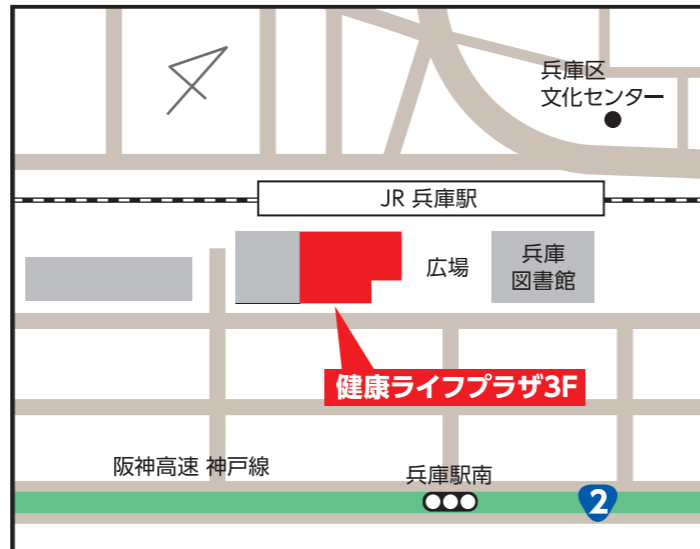 兵庫区
文化センター
JR 兵庫駅
広場
兵庫
図書館
健康ライフプラザ3F
阪神高速 神戸線
兵庫駅南
2